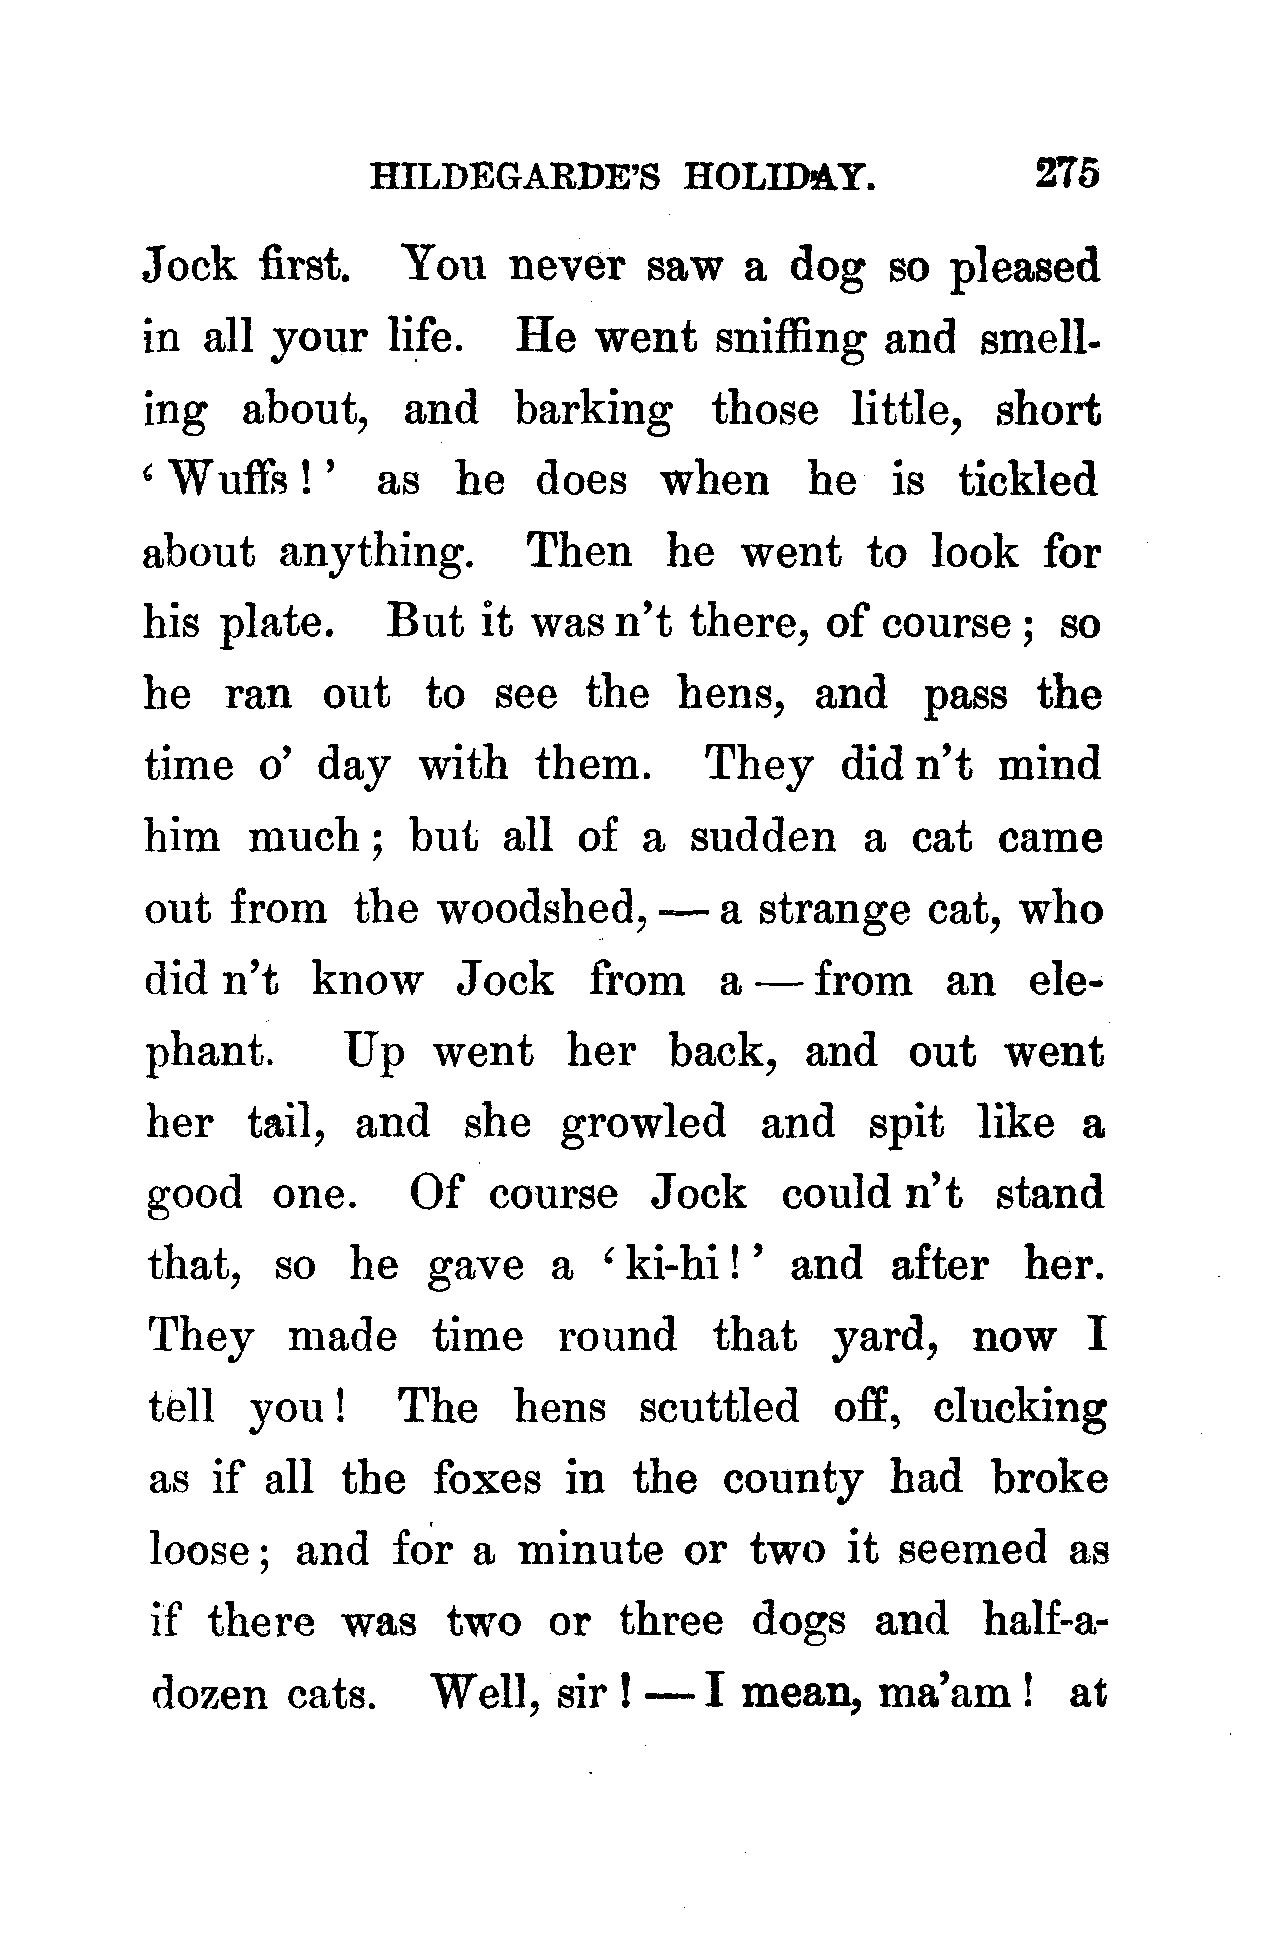 HILDEGARDE'S HOLIDAY. 275
Jock first. You never saw a dog so pleased
in all your life. He went sniffing and smell-
ing about, and barking those little, short
‘Wuffs!’ as he does when he is tickled
about anything. Then he went to look for
his plate. But it was n't there, of course; so
he ran out to see the hens, and pass the
time o' day with them. They did n't mind
him much; but all of a sudden a cat came
out from the woodshed, — a strange cat, who
did n't know Jock from a — from an ele-
phant. Up went her back, and out went
her tail, and she growled and spit like a
good one. Of course Jock could n't stand
that, so he gave a ‘ki-hi!’ and after her.
They made time round that yard, now I
tell you! The hens scuttled off, clucking
as if all the foxes in the county had broke
loose; and for a minute or two it seemed as
if there was two or three dogs and half-a-
dozen cats. Well, sir! — I mean, ma'am! at